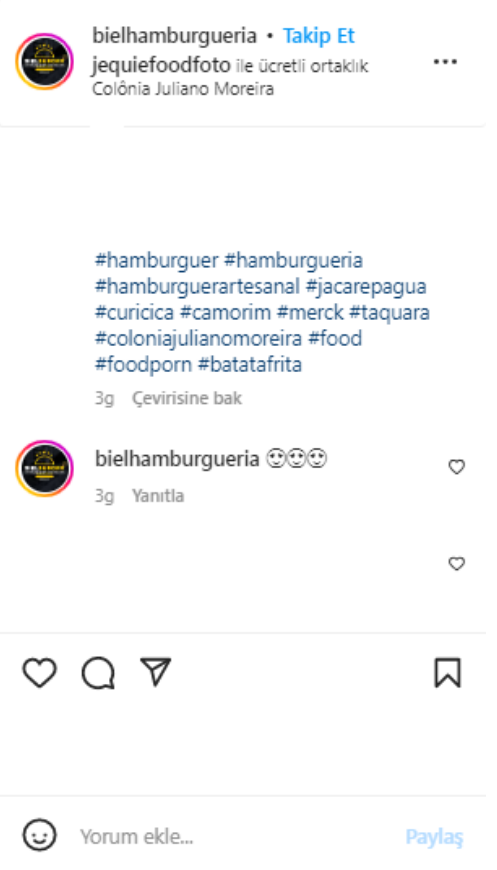 bielhamburgueria • Takip Et
jequiefoodfoto ile ücretli ortaklık
Colônia Juliano Moreira
#hamburguer #hamburgueria
#hamburguerartesanal #jacarepagua
#curicica #camorim #merck #taquara
#coloniajulianomoreira #food
#foodporn #batatafrita
3g Çevirisine bak
bielhamburgueria 😍😍😍
3g Yanıtla
Yorum ekle... Paylaş